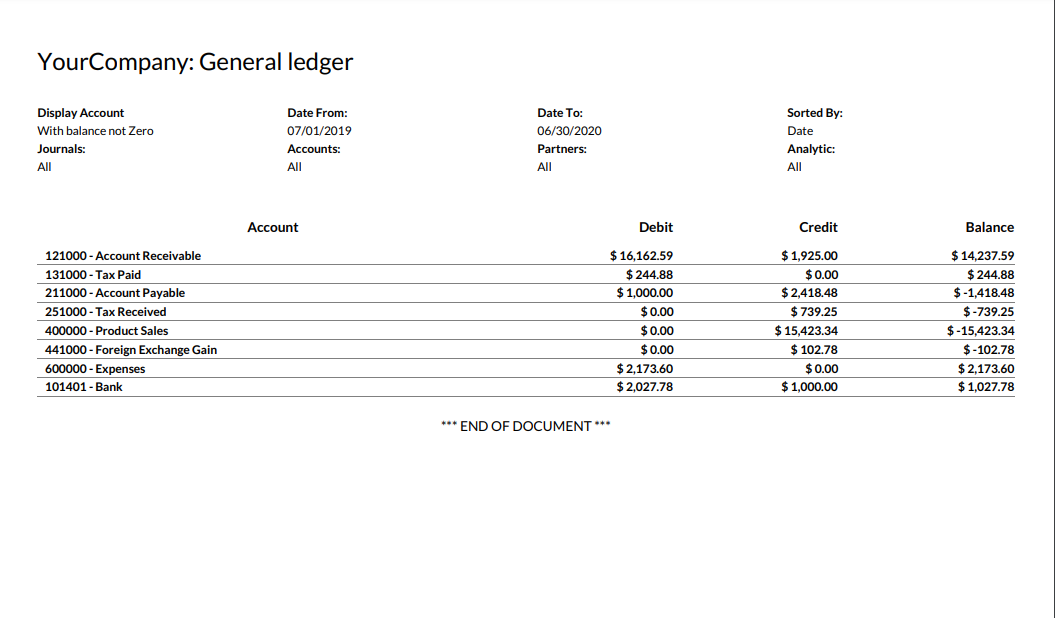 YourCompany: General ledger
Display Account Date From: Date To: Sorted By:
With balance not Zero 07/01/2019 06/30/2020 Date
Journals: Accounts: Partners: Analytic:
All All All All
Account Debit Credit Balance
121000 - Account Receivable $ 16,162.59 $ 1,925.00 $ 14,237.59
131000 - Tax Paid $ 244.88 $ 0.00 $ 244.88
211000 - Account Payable $ 1,000.00 $ 2,418.48 $ -1,418.48
251000 - Tax Received $ 0.00 $ 739.25 $ -739.25
400000 - Product Sales $ 0.00 $ 15,423.34 $ -15,423.34
441000 - Foreign Exchange Gain $ 0.00 $ 102.78 $ -102.78
600000 - Expenses $ 2,173.60 $ 0.00 $ 2,173.60
101401 - Bank $ 2,027.78 $ 1,000.00 $ 1,027.78
*** END OF DOCUMENT ***